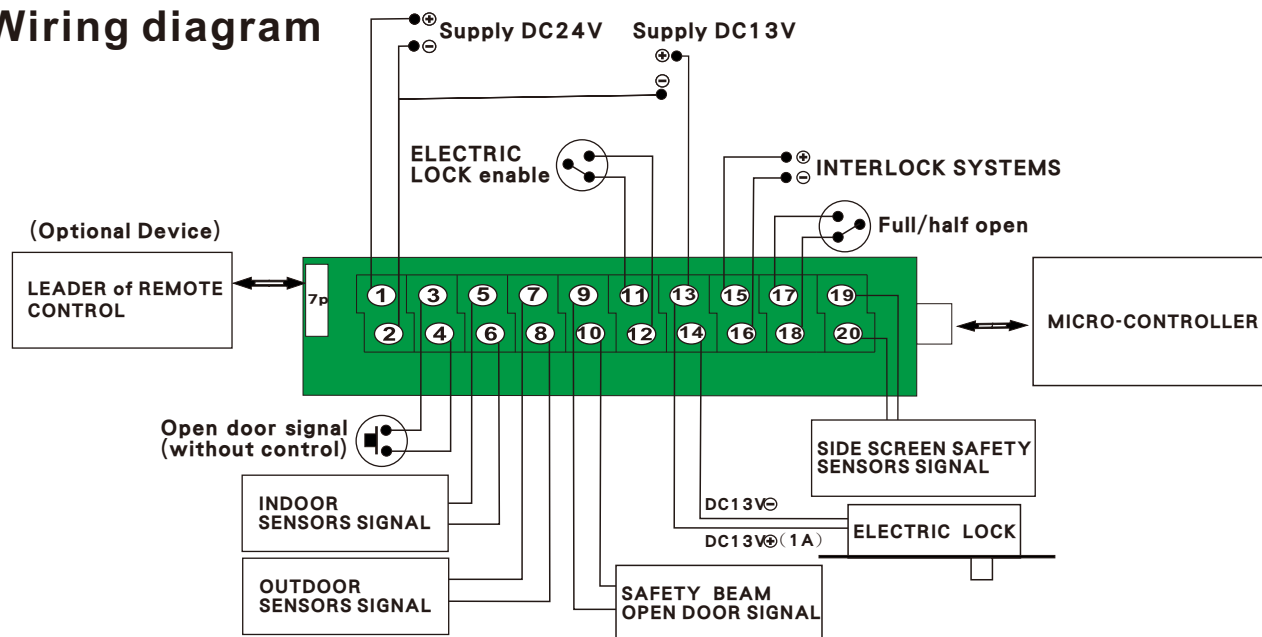 Wiring diagram
⊕
⊖
Supply DC24V
Supply DC13V
⊕
⊖
ELECTRIC
LOCK enable
⊕
⊖
INTERLOCK SYSTEMS
Full/half open
(Optional Device)
LEADER of REMOTE
CONTROL
7p
1 3 5 7 9 11 13 15 17 19
2 4 6 8 10 12 14 16 18 20
MICRO-CONTROLLER
Open door signal
(without control)
SIDE SCREEN SAFETY
SENSORS SIGNAL
INDOOR
SENSORS SIGNAL
DC13V⊖
DC13V⊕(1A)
ELECTRIC LOCK
OUTDOOR
SENSORS SIGNAL
SAFETY BEAM
OPEN DOOR SIGNAL